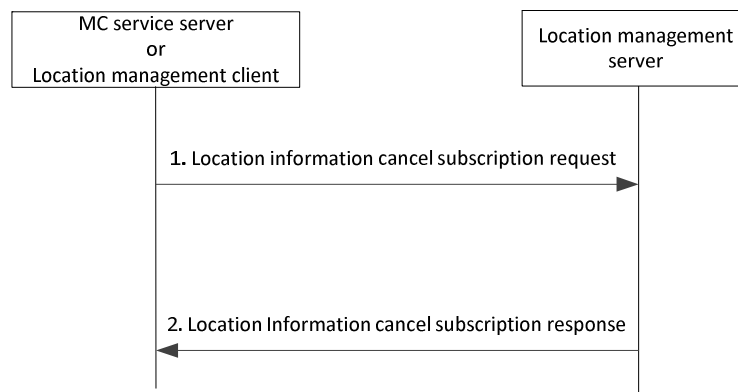 MC service server
or
Location management client
Location management
server
1. Location information cancel subscription request
2. Location Information cancel subscription response